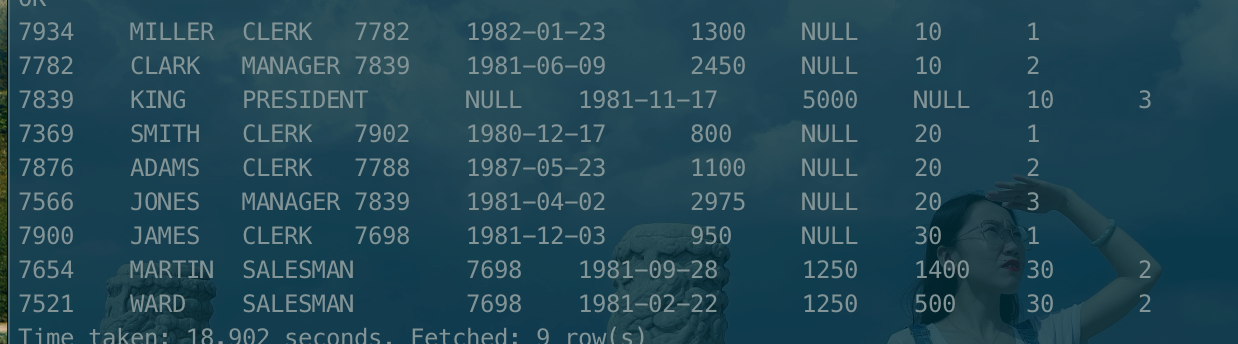 OK
7934 MILLER CLERK 7782 1982-01-23 1300 NULL 10 1
7782 CLARK MANAGER 7839 1981-06-09 2450 NULL 10 2
7839 KING PRESIDENT NULL 1981-11-17 5000 NULL 10 3
7369 SMITH CLERK 7902 1980-12-17 800 NULL 20 1
7876 ADAMS CLERK 7788 1987-05-23 1100 NULL 20 2
7566 JONES MANAGER 7839 1981-04-02 2975 NULL 20 3
7900 JAMES CLERK 7698 1981-12-03 950 NULL 30 1
7654 MARTIN SALESMAN 7698 1981-09-28 1250 1400 30 2
7521 WARD SALESMAN 7698 1981-02-22 1250 500 30 2
Time taken: 18.902 seconds, Fetched: 9 row(s)